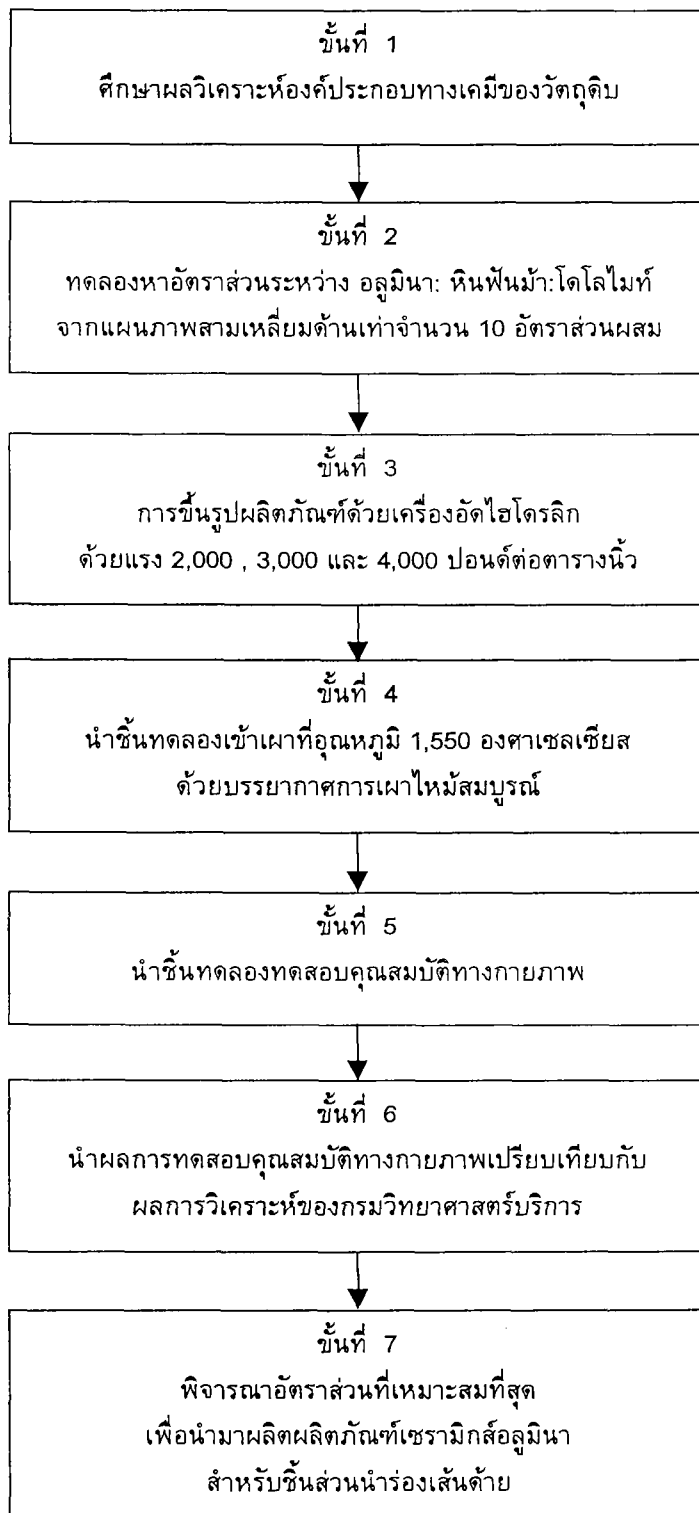 ขั้นที่ 1
ศึกษาผลวิเคราะห์องค์ประกอบทางเคมีของวัตถุดิบ
ขั้นที่ 2
ทดลองหาอัตราส่วนระหว่าง อลูมินา: หินฟันม้า:โดโลไมท์
จากแผนภาพสามเหลี่ยมด้านเท่าจำนวน 10 อัตราส่วนผสม
ขั้นที่ 3
การขึ้นรูปผลิตภัณฑ์ด้วยเครื่องอัดไฮโดรลิก
ด้วยแรง 2,000 , 3,000 และ 4,000 ปอนด์ต่อตารางนิ้ว
ขั้นที่ 4
นำชิ้นทดลองเข้าเผาที่อุณหภูมิ 1,550 องศาเซลเซียส
ด้วยบรรยากาศการเผาไหม้สมบูรณ์
ขั้นที่ 5
นำชิ้นทดลองทดสอบคุณสมบัติทางกายภาพ
ขั้นที่ 6
นำผลการทดสอบคุณสมบัติทางกายภาพเปรียบเทียบกับ
ผลการวิเคราะห์ของกรมวิทยาศาสตร์บริการ
ขั้นที่ 7
พิจารณาอัตราส่วนที่เหมาะสมที่สุด
เพื่อนำมาผลิตผลิตภัณฑ์เซรามิกส์อลูมินา
สำหรับชิ้นส่วนนำร่องเส้นด้าย